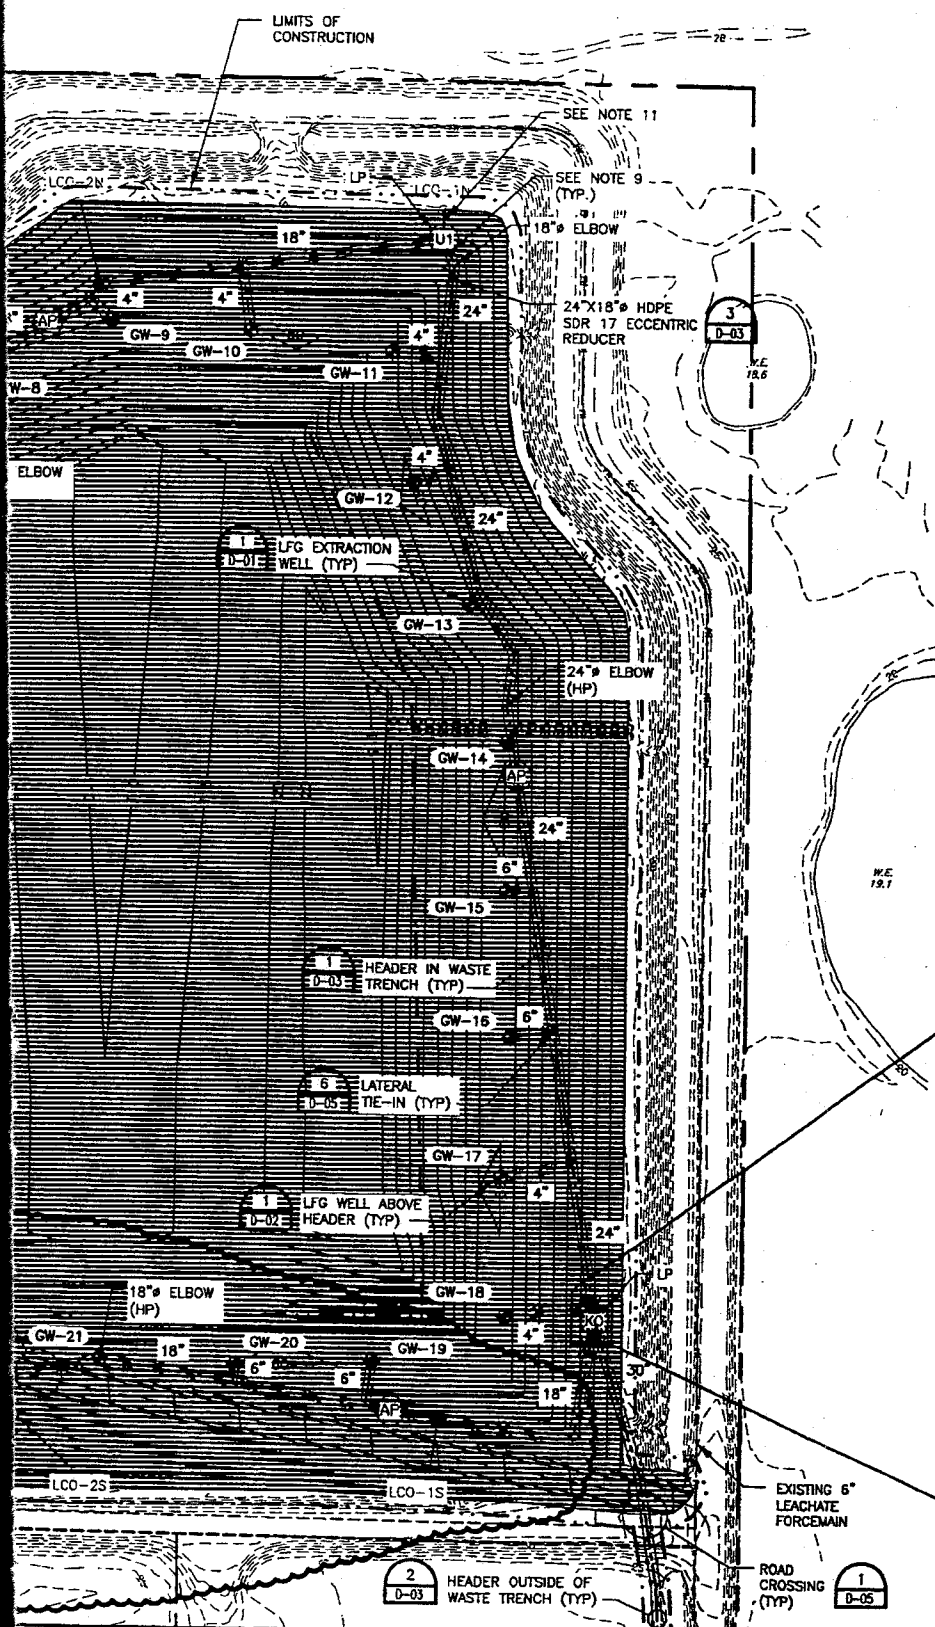 LIMITS OF
CONSTRUCTION
28
SEE NOTE 11
LP
SEE NOTE 9
(TYP.)
LCO-2N
LCO-1N
18"ø ELBOW
U1
18"
24"
24"X18"ø HDPE
SDR 17 ECCENTRIC
REDUCER
3
D-03
W.E.
18.6
4"
4"
4"
AP
GW-9
GW-10
GW-11
W-8
ELBOW
4"
GW-12
24"
1
D-01
LFG EXTRACTION
WELL (TYP)
GW-13
24"ø ELBOW
(HP)
20
GW-14
AP
24"
6"
GW-15
W.E.
19.1
1
D-03
HEADER IN WASTE
TRENCH (TYP)
GW-16
6"
20
6
D-05
LATERAL
TIE-IN (TYP)
GW-17
4"
1
D-02
LFG WELL ABOVE
HEADER (TYP)
24"
LP
18"ø ELBOW
(HP)
GW-18
KO
4"
GW-21
18"
GW-20
6"
GW-19
6"
30"
18"
AP
LCO-2S
LCO-1S
EXISTING 6"
LEACHATE
FORCEMAIN
2
D-03
HEADER OUTSIDE OF
WASTE TRENCH (TYP)
ROAD
CROSSING
(TYP)
1
D-05